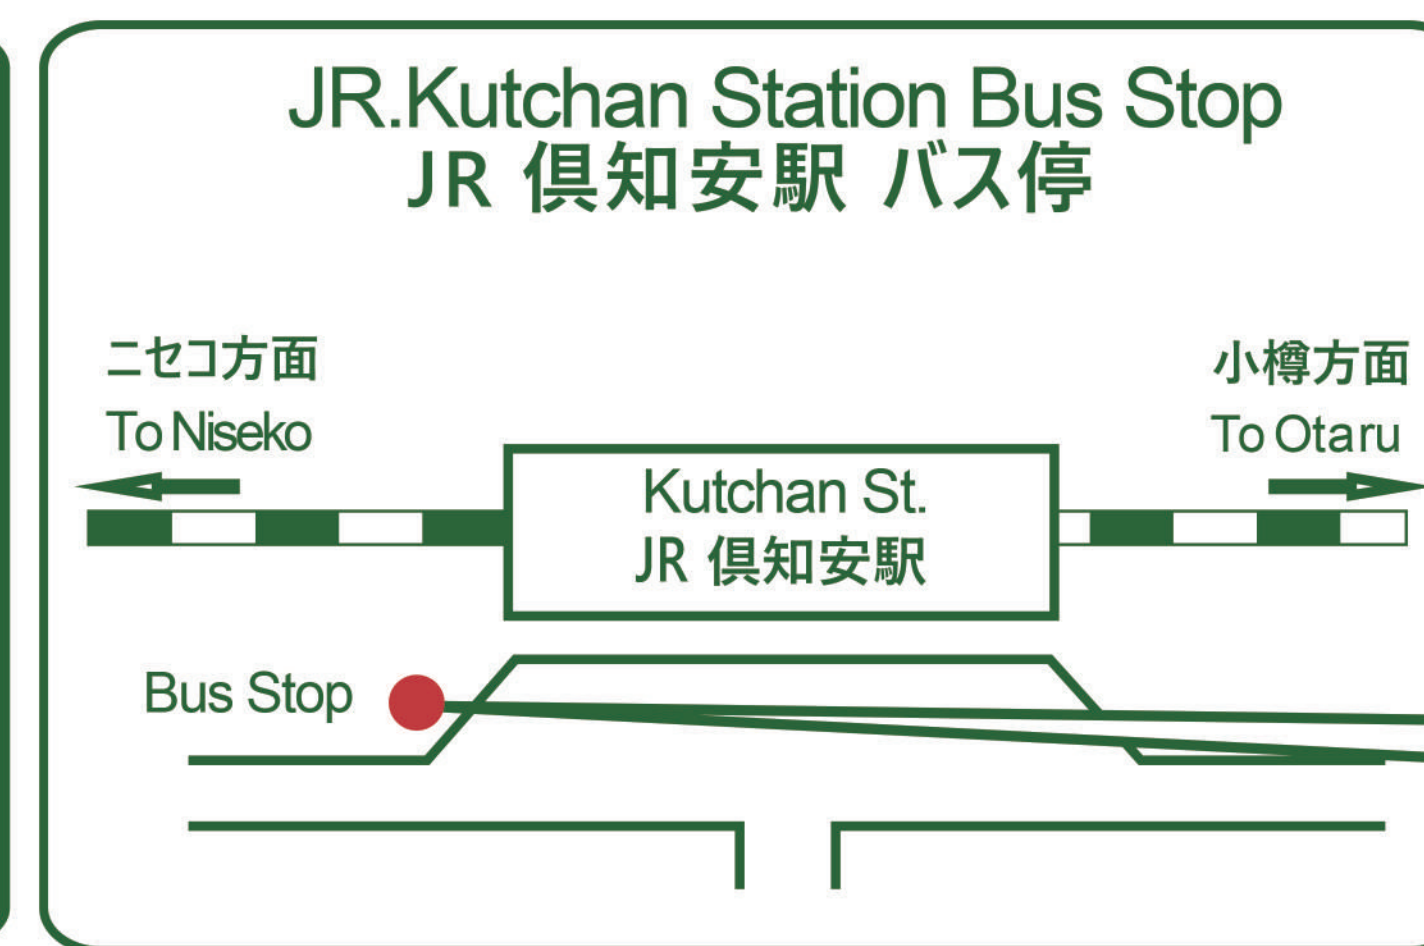 JR.Kutchan Station Bus Stop
JR 倶知安駅 バス停
ニセコ方面
To Niseko
小樽方面
To Otaru
Kutchan St.
JR 倶知安駅
Bus Stop